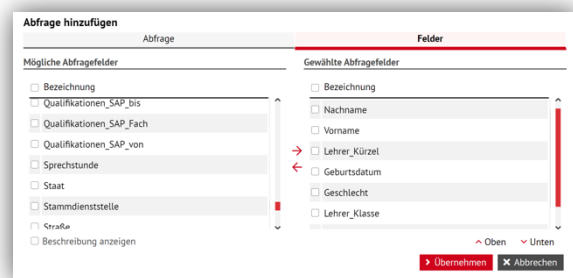 Abfrage hinzufügen
Abfrage
Felder
Mögliche Abfragefelder
Bezeichnung
Qualifikationen_SAP_bis
Qualifikationen_SAP_Fach
Qualifikationen_SAP_von
Sprechstunde
Staat
Stammdienststelle
Straße
Beschreibung anzeigen
Gewählte Abfragefelder
Bezeichnung
Nachname
Vorname
Lehrer_Kürzel
Geburtsdatum
Geschlecht
Lehrer_Klasse
Oben Unten
Übernehmen Abbrechen